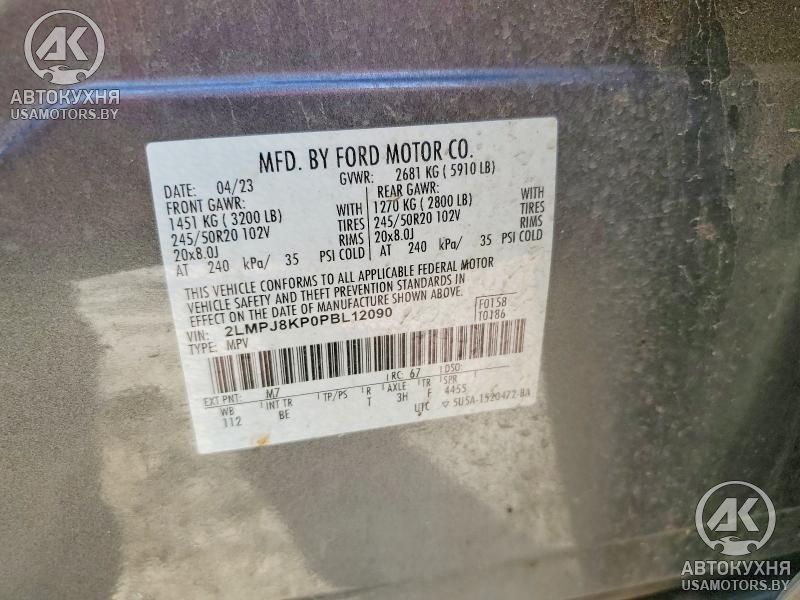 АК
АВТОКУХНЯ
USAMOTORS.BY
MFD. BY FORD MOTOR CO.
DATE: 04/23 GVWR: 2681 KG ( 5910 LB)
FRONT GAWR: REAR GAWR:
1451 KG ( 3200 LB) WITH 1270 KG ( 2800 LB) WITH
245/50R20 102V TIRES 245/50R20 102V TIRES
20x8.0J RIMS 20x8.0J RIMS
AT 240 kPa/ 35 PSI COLD AT 240 kPa/ 35 PSI COLD
THIS VEHICLE CONFORMS TO ALL APPLICABLE FEDERAL MOTOR
VEHICLE SAFETY AND THEFT PREVENTION STANDARDS IN
EFFECT ON THE DATE OF MANUFACTURE SHOWN ABOVE.
VIN: 2LMPJ8KP0PBL12090 F0158
TYPE: MPV T0186
EXT PNT: M7 RC: 67 DSO:
WB INT TR TP/PS R AXLE TR SPR
112 BE T 3H F 4455
UTC 5U5A-1520472-BA
АК
АВТОКУХНЯ
USAMOTORS.BY